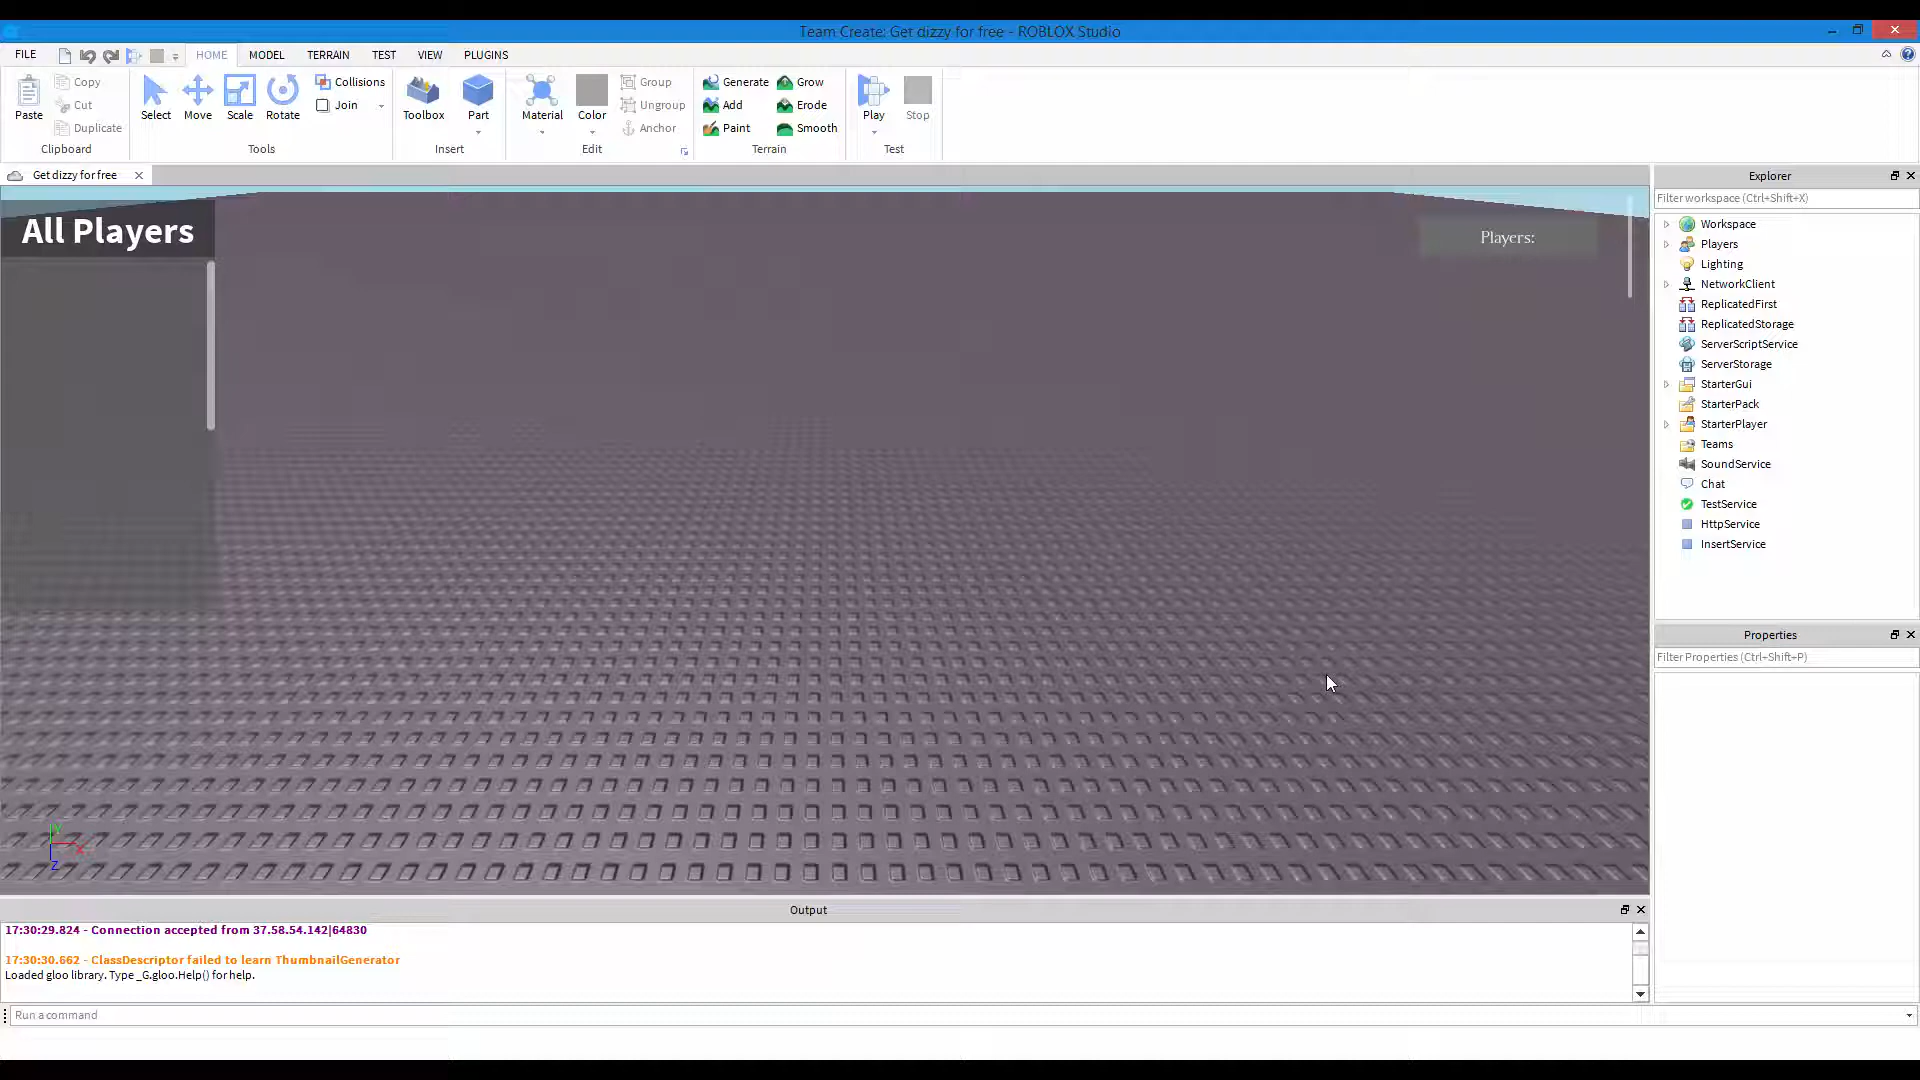 Team Create: Get dizzy for free - ROBLOX Studio
FILE
HOME
MODEL
TERRAIN
TEST
VIEW
PLUGINS
Paste
Copy
Cut
Duplicate
Clipboard
Select
Move
Scale
Rotate
Collisions
Join
Tools
Toolbox
Part
Insert
Material
Color
Group
Ungroup
Anchor
Edit
Generate
Add
Paint
Grow
Erode
Smooth
Terrain
Play
Stop
Test
Get dizzy for free
All Players
Players:
Y
X
Z
Explorer
Filter workspace (Ctrl+Shift+X)
Workspace
Players
Lighting
NetworkClient
ReplicatedFirst
ReplicatedStorage
ServerScriptService
ServerStorage
StarterGui
StarterPack
StarterPlayer
Teams
SoundService
Chat
TestService
HttpService
InsertService
Properties
Filter Properties (Ctrl+Shift+P)
Output
17:30:29.824 - Connection accepted from 37.58.54.142|64830
17:30:30.662 - ClassDescriptor failed to learn ThumbnailGenerator
Loaded gloo library. Type _G.gloo.Help() for help.
Run a command